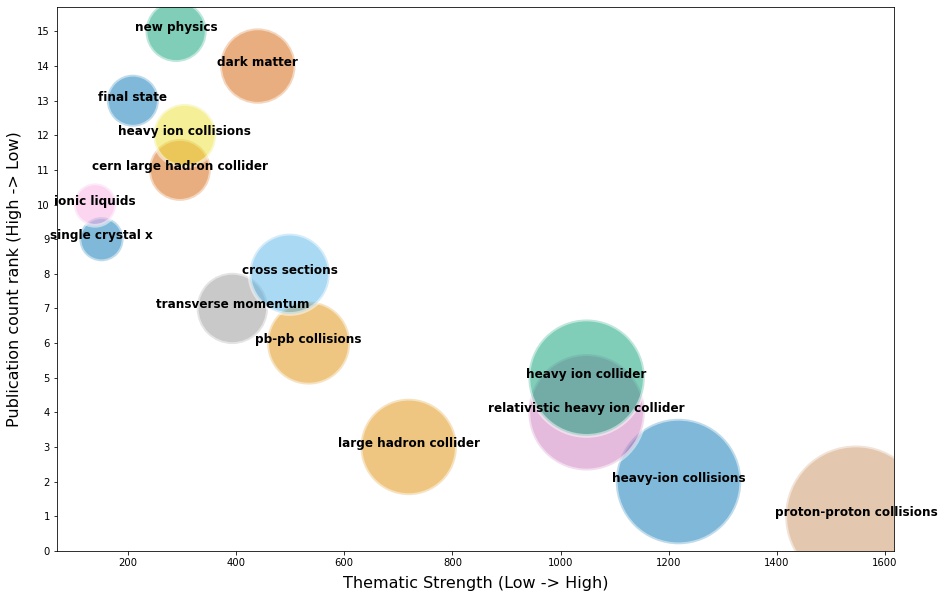 15
new physics
14
dark matter
13
final state
12
heavy ion collisions
11
cern large hadron collider
10
ionic liquids
9
single crystal x
8
cross sections
7
transverse momentum
6
pb-pb collisions
5
heavy ion collider
4
relativistic heavy ion collider
3
large hadron collider
2
heavy-ion collisions
1
proton-proton collisions
0
Publication count rank (High -> Low)
200 400 600 800 1000 1200 1400 1600
Thematic Strength (Low -> High)